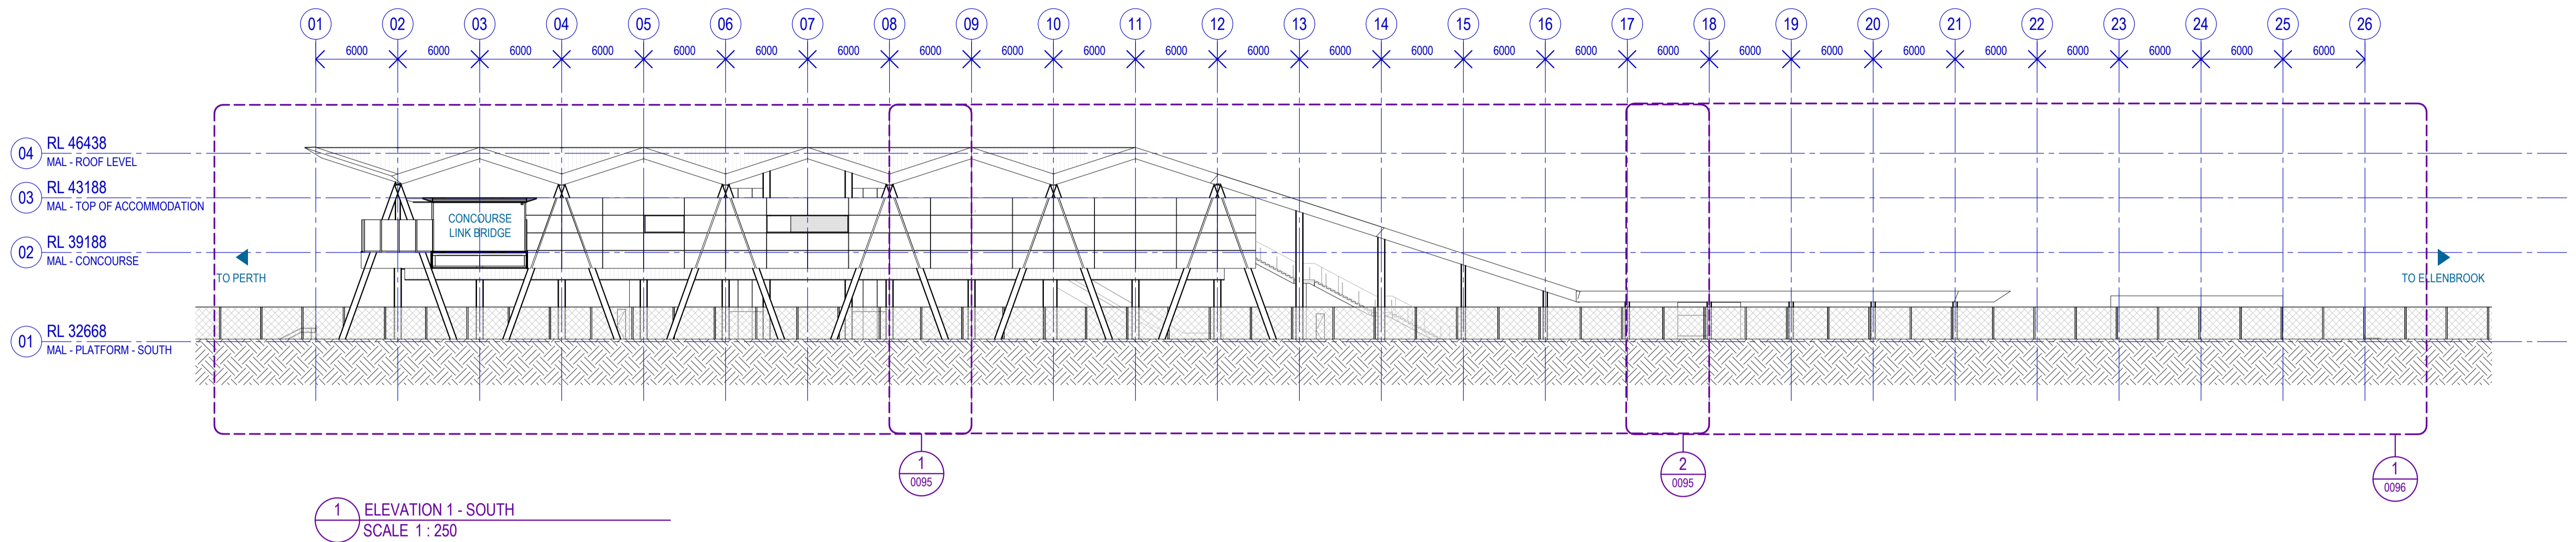 01 02 03 04 05 06 07 08 09 10 11 12 13 14 15 16 17 18 19 20 21 22 23 24 25 26
6000 6000 6000 6000 6000 6000 6000 6000 6000 6000 6000 6000 6000 6000 6000 6000 6000 6000 6000 6000 6000 6000 6000 6000 6000
04 RL 46438
MAL - ROOF LEVEL
03 RL 43188
MAL - TOP OF ACCOMMODATION
CONCOURSE
LINK BRIDGE
02 RL 39188
MAL - CONCOURSE
TO PERTH
TO ELLENBROOK
01 RL 32668
MAL - PLATFORM - SOUTH
1
0095
2
0095
1
0096
1 ELEVATION 1 - SOUTH
SCALE 1 : 250